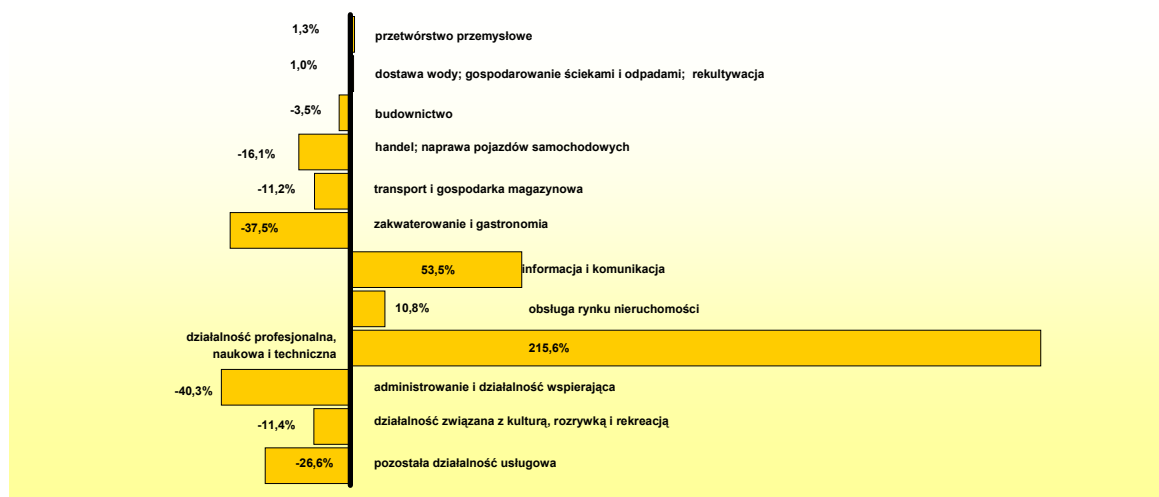 1,3% przetwórstwo przemysłowe
1,0% dostawa wody; gospodarowanie ściekami i odpadami; rekultywacja
-3,5% budownictwo
-16,1% handel; naprawa pojazdów samochodowych
-11,2% transport i gospodarka magazynowa
-37,5% zakwaterowanie i gastronomia
53,5% informacja i komunikacja
10,8% obsługa rynku nieruchomości
działalność profesjonalna,
naukowa i techniczna
215,6%
-40,3% administrowanie i działalność wspierająca
-11,4% działalność związana z kulturą, rozrywką i rekreacją
-26,6% pozostała działalność usługowa